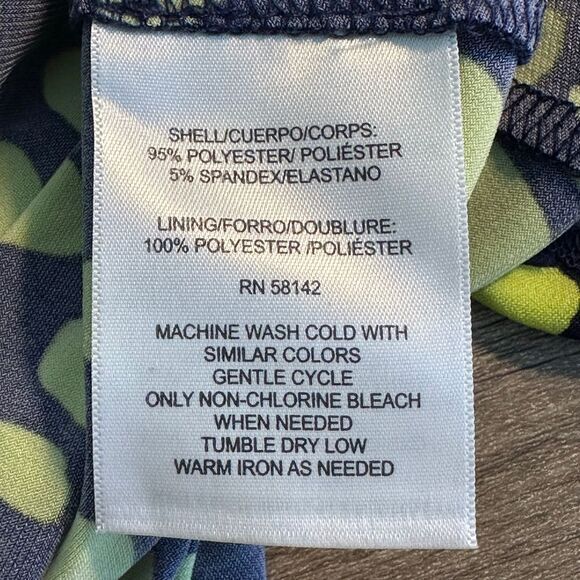 SHELL/CUERPO/CORPS:
95% POLYESTER/ POLIÉSTER
5% SPANDEX/ELASTANO
LINING/FORRO/DOUBLURE:
100% POLYESTER /POLIÉSTER
RN 58142
MACHINE WASH COLD WITH
SIMILAR COLORS
GENTLE CYCLE
ONLY NON-CHLORINE BLEACH
WHEN NEEDED
TUMBLE DRY LOW
WARM IRON AS NEEDED